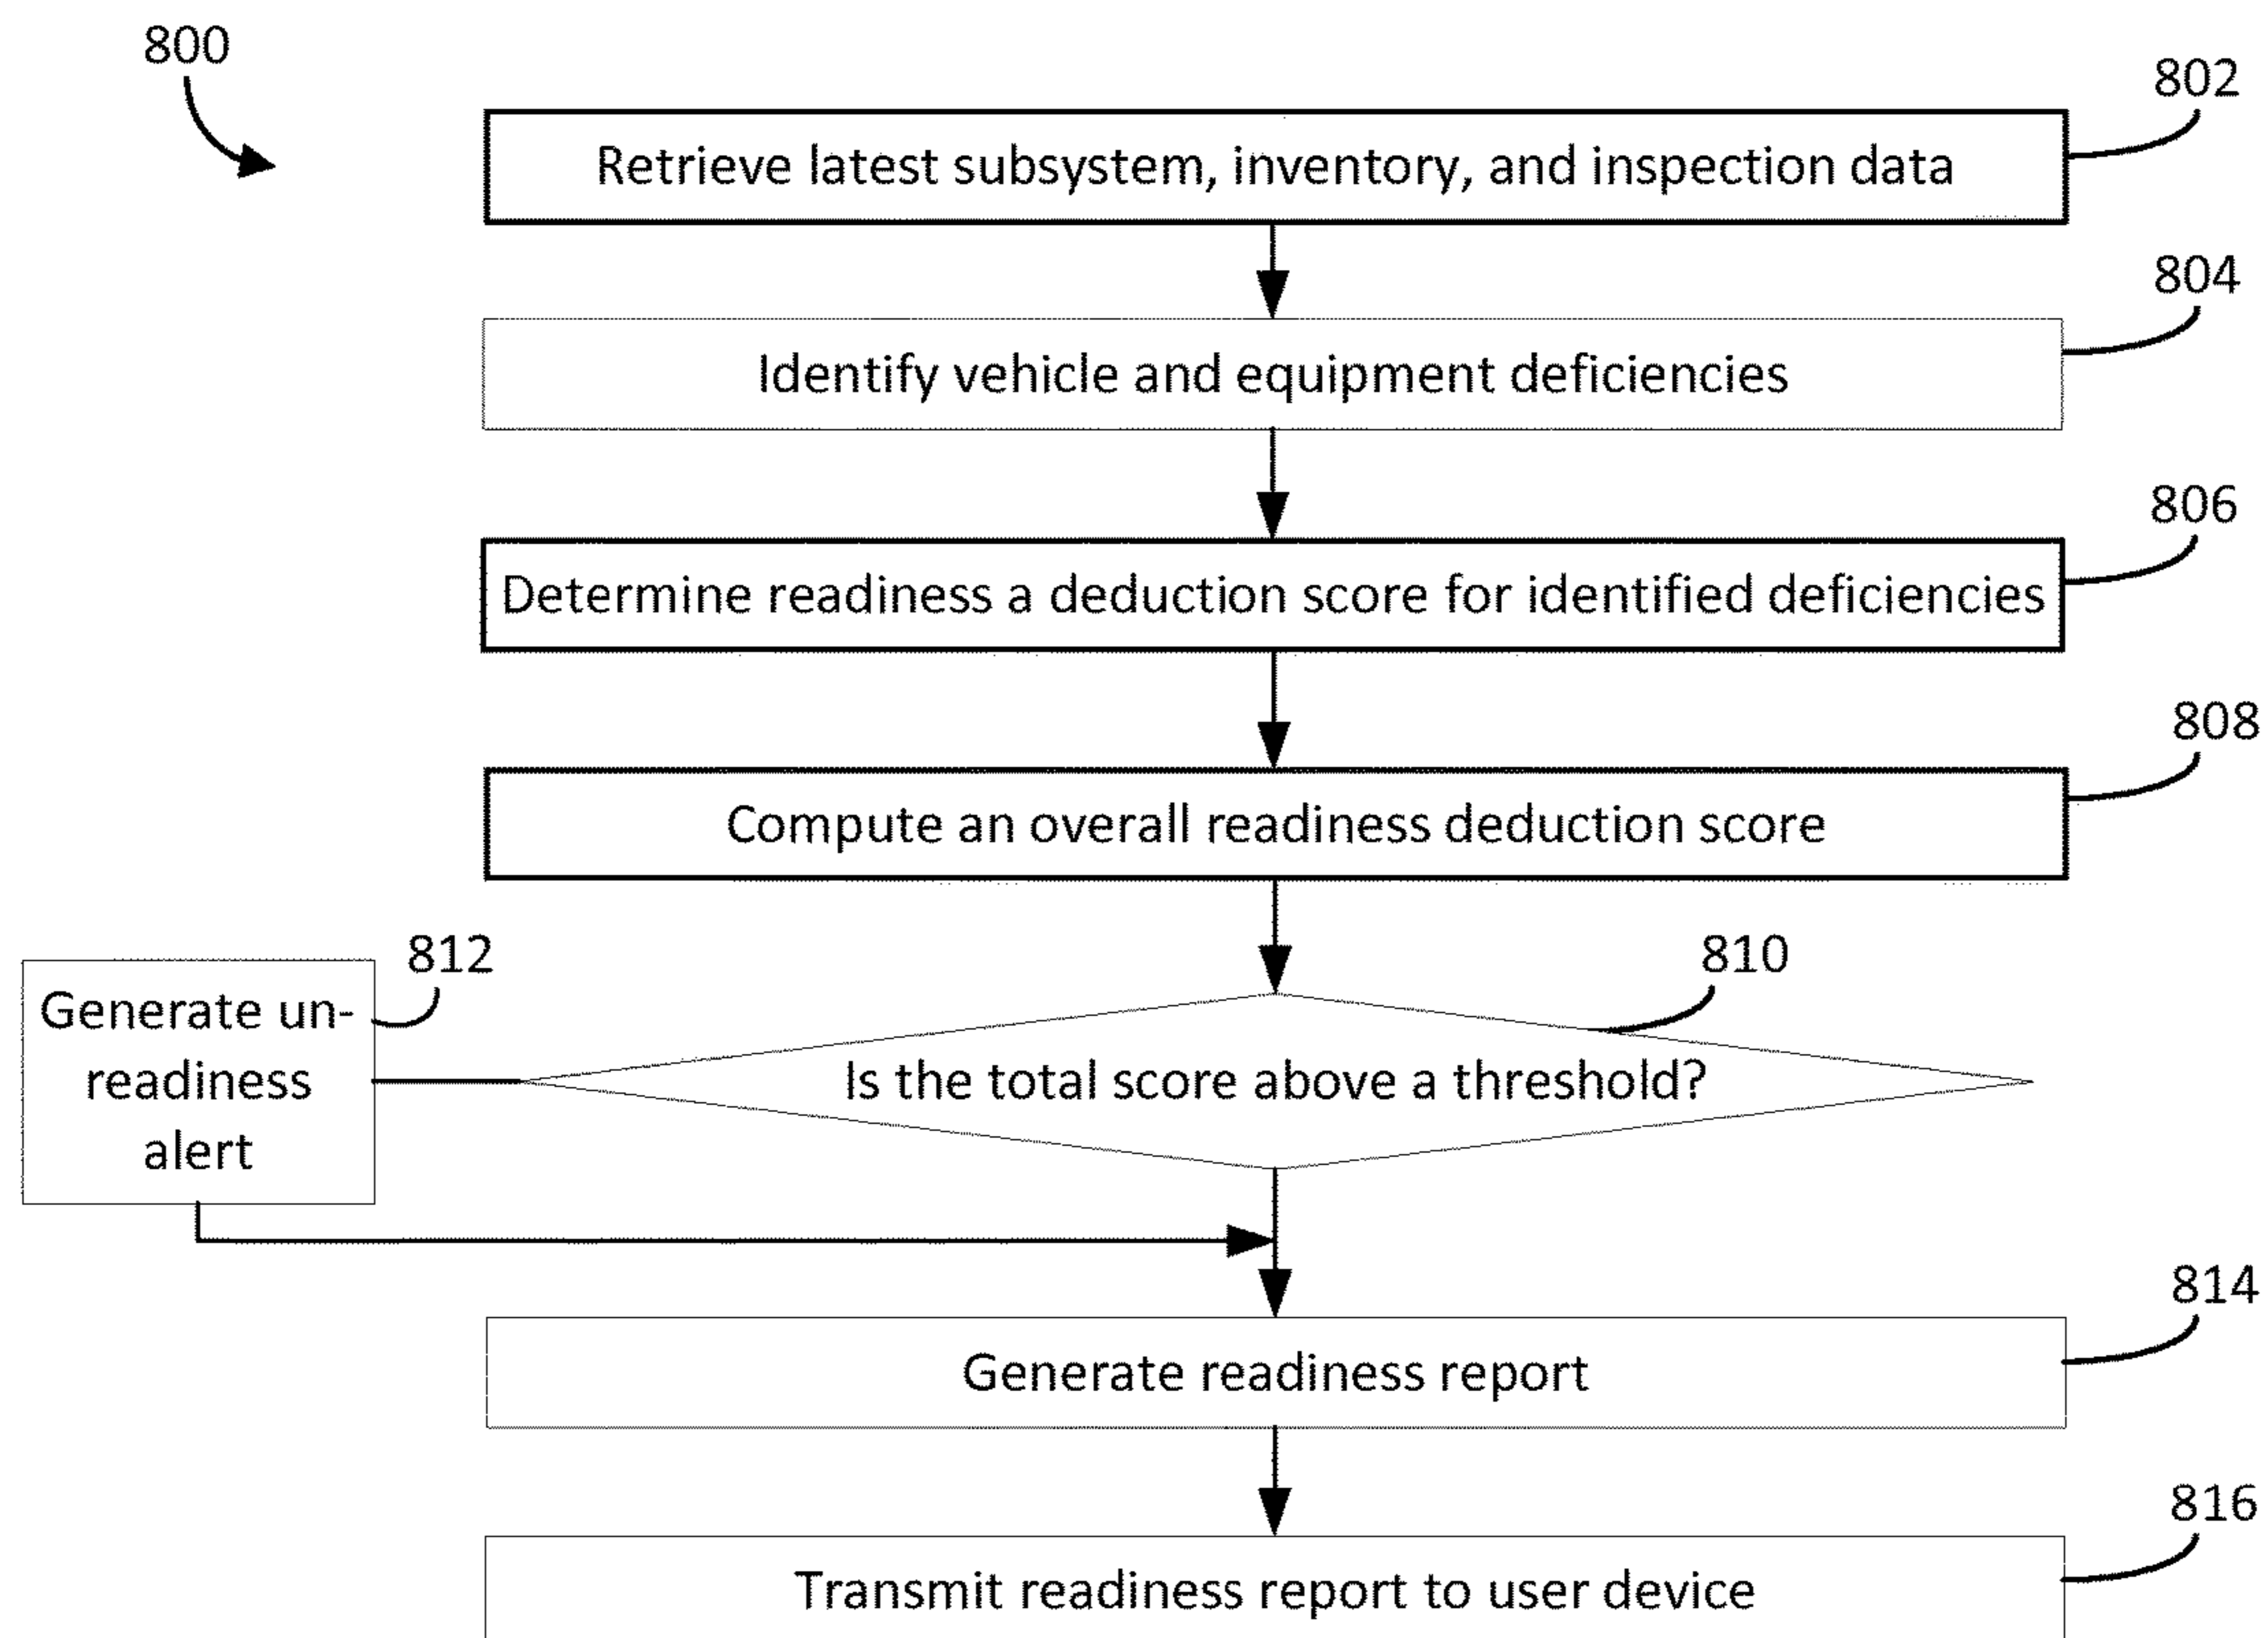 800
802
Retrieve latest subsystem, inventory, and inspection data
804
Identify vehicle and equipment deficiencies
806
Determine readiness a deduction score for identified deficiencies
808
Compute an overall readiness deduction score
812
Generate un-
readiness
alert
810
Is the total score above a threshold?
814
Generate readiness report
816
Transmit readiness report to user device